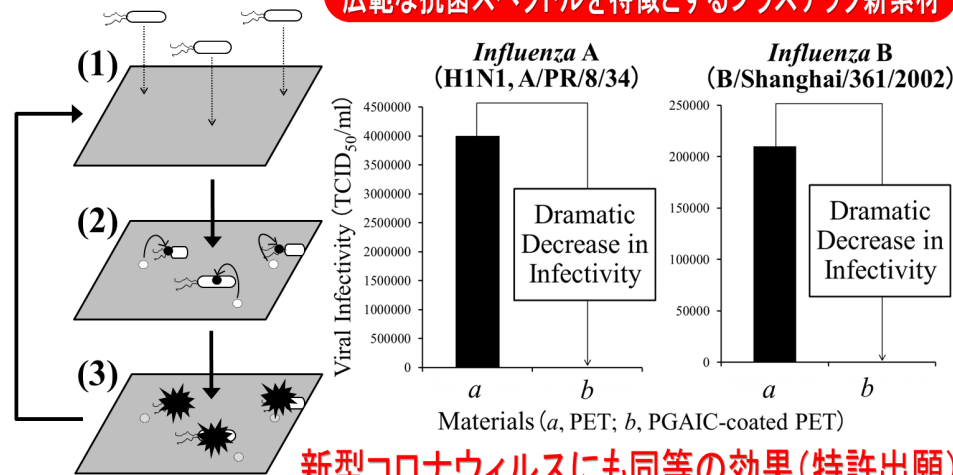 広範な抗菌スペクトルを特徴とするプラスチック新素材
(1)
(2)
(3)
Influenza A
(H1N1, A/PR/8/34)
Viral Infectivity (TCID50/ml)
4500000
4000000
3500000
3000000
2500000
2000000
1500000
1000000
500000
0
Dramatic
Decrease in
Infectivity
a
b
Influenza B
(B/Shanghai/361/2002)
250000
200000
150000
100000
50000
0
Dramatic
Decrease in
Infectivity
a
b
Materials (a, PET; b, PGAIC-coated PET)
新型コロナウィルスにも同等の効果(特許出願)